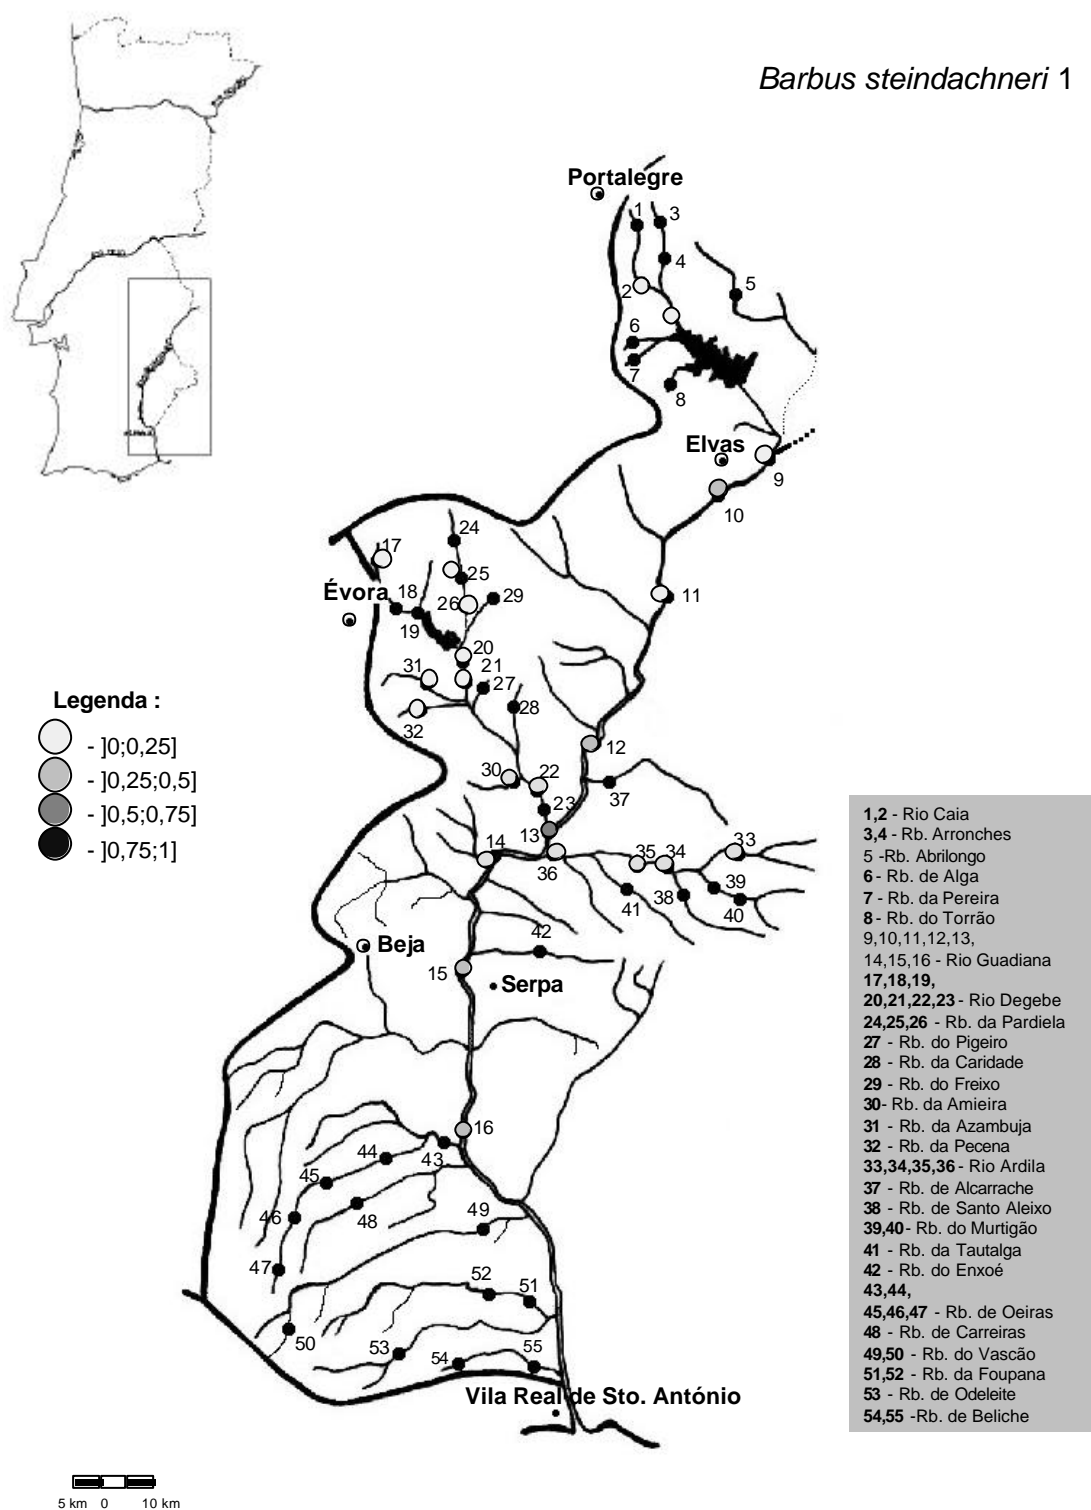 Barbus steindachneri 1
Portalegre
1
3
4
2
5
6
7
8
Elvas
9
10
17
24
25
Évora
18
26
29
11
19
20
31
21
27
28
32
12
30
22
37
23
13
14
36
35
34
33
39
38
40
41
42
Beja
15
Serpa
16
44
43
45
46
48
49
47
52
51
50
53
54
55
Vila Real de Sto. António
Legenda :
- ]0;0,25]
- ]0,25;0,5]
- ]0,5;0,75]
- ]0,75;1]
1,2 - Rio Caia
3,4 - Rb. Arronches
5 -Rb. Abrilongo
6 - Rb. de Alga
7 - Rb. da Pereira
8 - Rb. do Torrão
9,10,11,12,13,
14,15,16 - Rio Guadiana
17,18,19,
20,21,22,23 - Rio Degebe
24,25,26 - Rb. da Pardiela
27 - Rb. do Pigeiro
28 - Rb. da Caridade
29 - Rb. do Freixo
30- Rb. da Amieira
31 - Rb. da Azambuja
32 - Rb. da Pecena
33,34,35,36 - Rio Ardila
37 - Rb. de Alcarrache
38 - Rb. de Santo Aleixo
39,40- Rb. do Murtigão
41 - Rb. da Tautalga
42 - Rb. do Enxoé
43,44,
45,46,47 - Rb. de Oeiras
48 - Rb. de Carreiras
49,50 - Rb. do Vascão
51,52 - Rb. da Foupana
53 - Rb. de Odeleite
54,55 -Rb. de Beliche
5 km 0 10 km